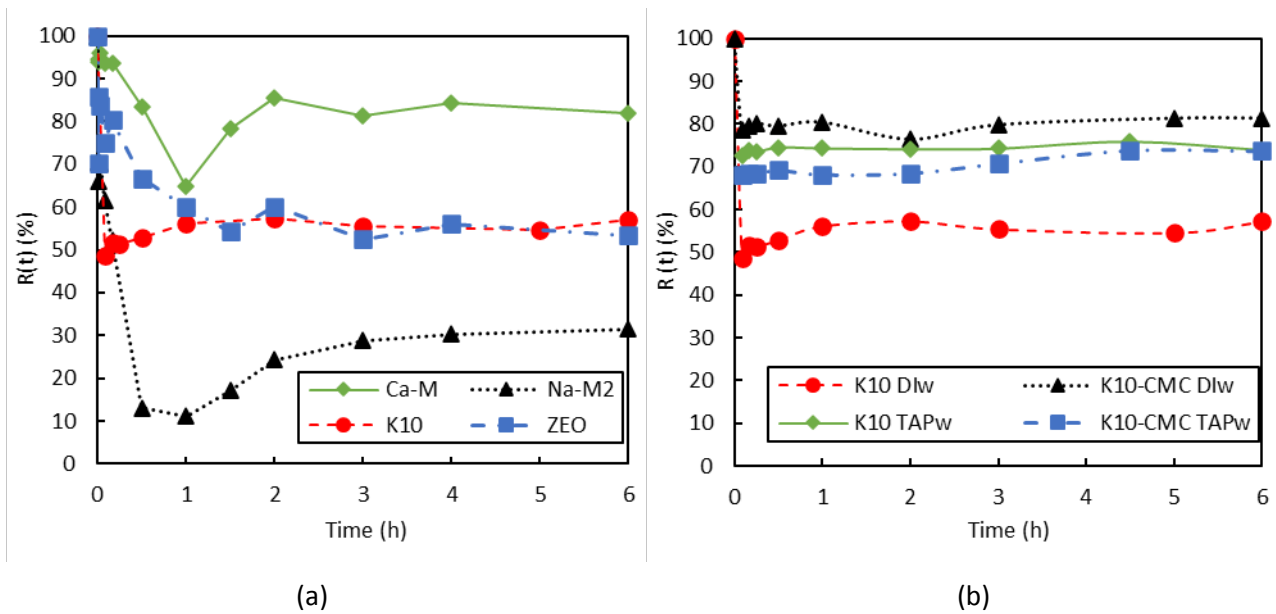 100
90
80
70
60
50
40
30
20
10
0
R(t) (%)
0 1 2 3 4 5 6
Time (h)
Ca-M Na-M2
K10 ZEO
(a)
100
90
80
70
60
50
40
30
20
10
0
R (t) (%)
0 1 2 3 4 5 6
Time (h)
K10 DIw K10-CMC DIw
K10 TAPw K10-CMC TAPw
(b)